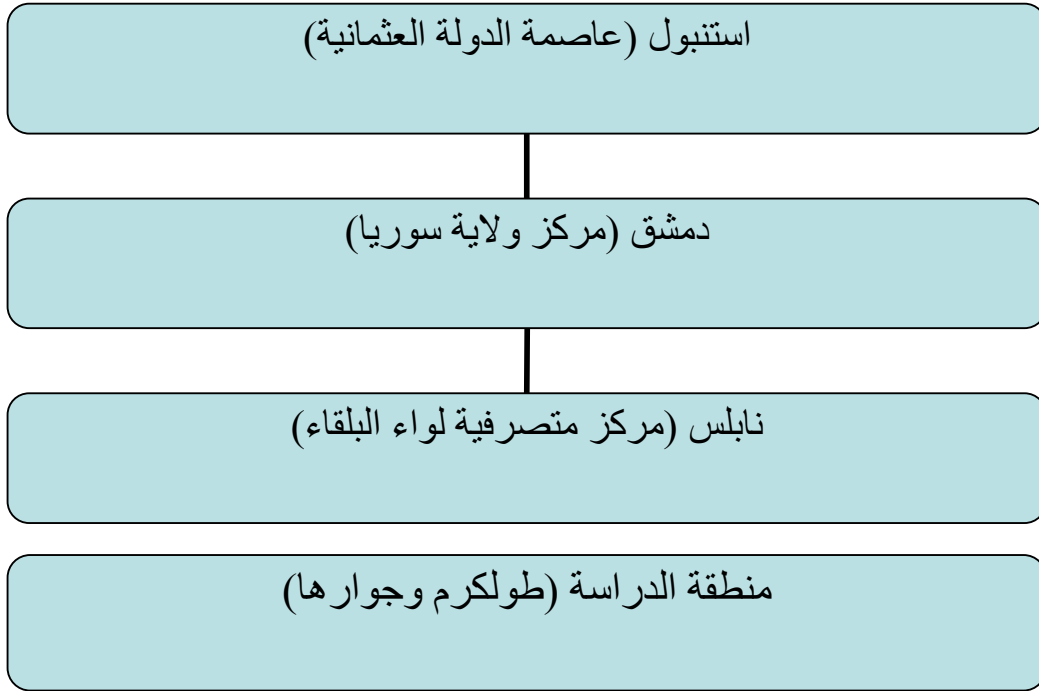 استنبول (عاصمة الدولة العثمانية)
دمشق (مركز ولاية سوريا)
نابلس (مركز متصرفية لواء البلقاء)
منطقة الدراسة (طولكرم وجوارها)